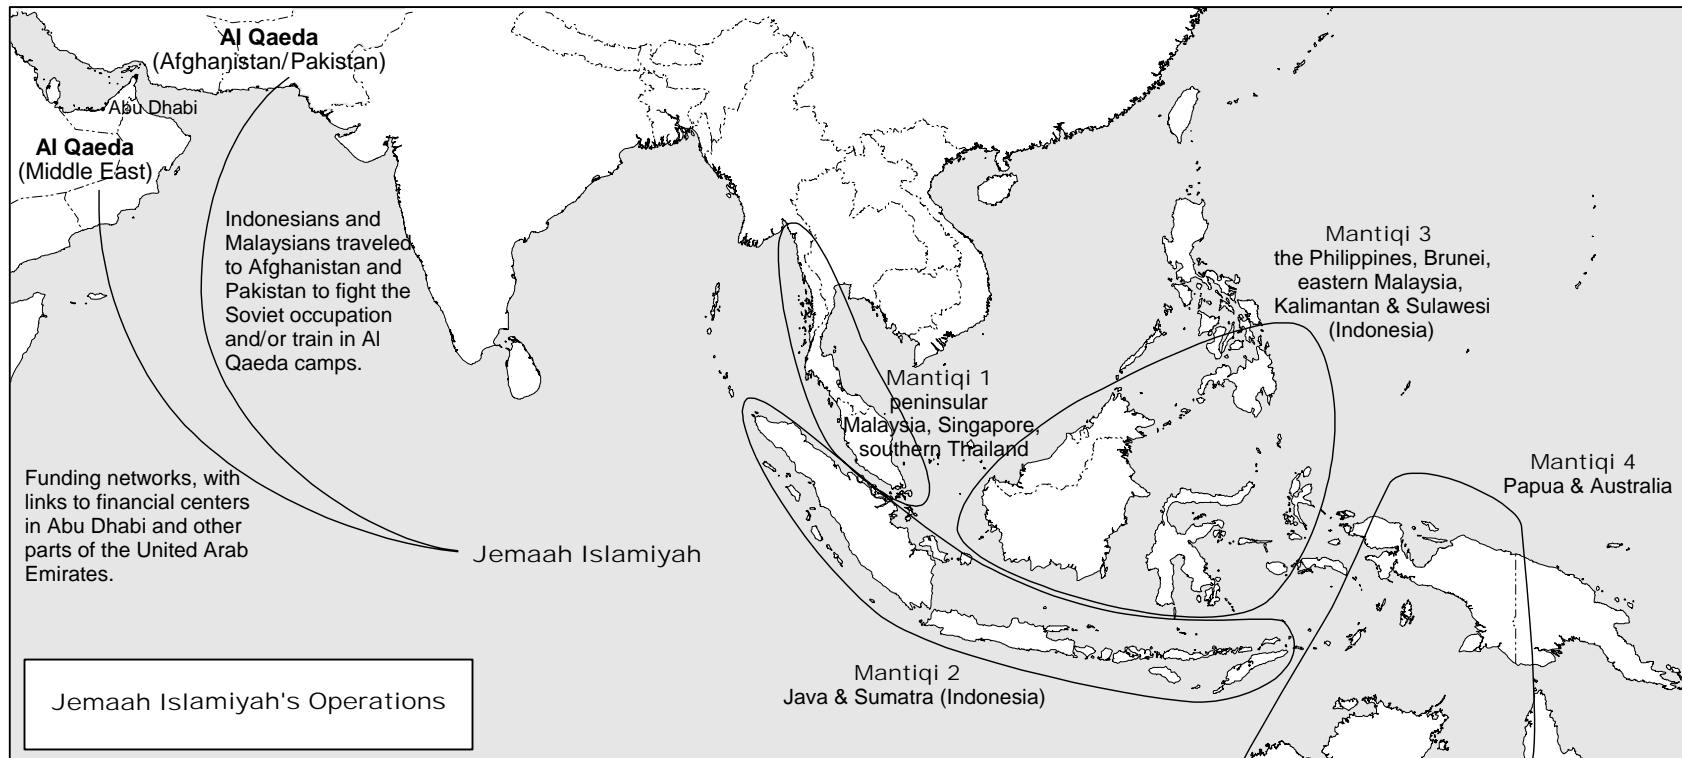 Al Qaeda
(Afghanistan/Pakistan)
Abu Dhabi
Al Qaeda
(Middle East)
Indonesians and
Malaysians traveled
to Afghanistan and
Pakistan to fight the
Soviet occupation
and/or train in Al
Qaeda camps.
Mantiqi 3
the Philippines, Brunei,
eastern Malaysia,
Kalimantan & Sulawesi
(Indonesia)
Mantiqi 1
peninsular
Malaysia, Singapore,
southern Thailand
Mantiqi 4
Papua & Australia
Funding networks, with
links to financial centers
in Abu Dhabi and other
parts of the United Arab
Emirates.
Jemaah Islamiyah
Mantiqi 2
Java & Sumatra (Indonesia)
Jemaah Islamiyah's Operations